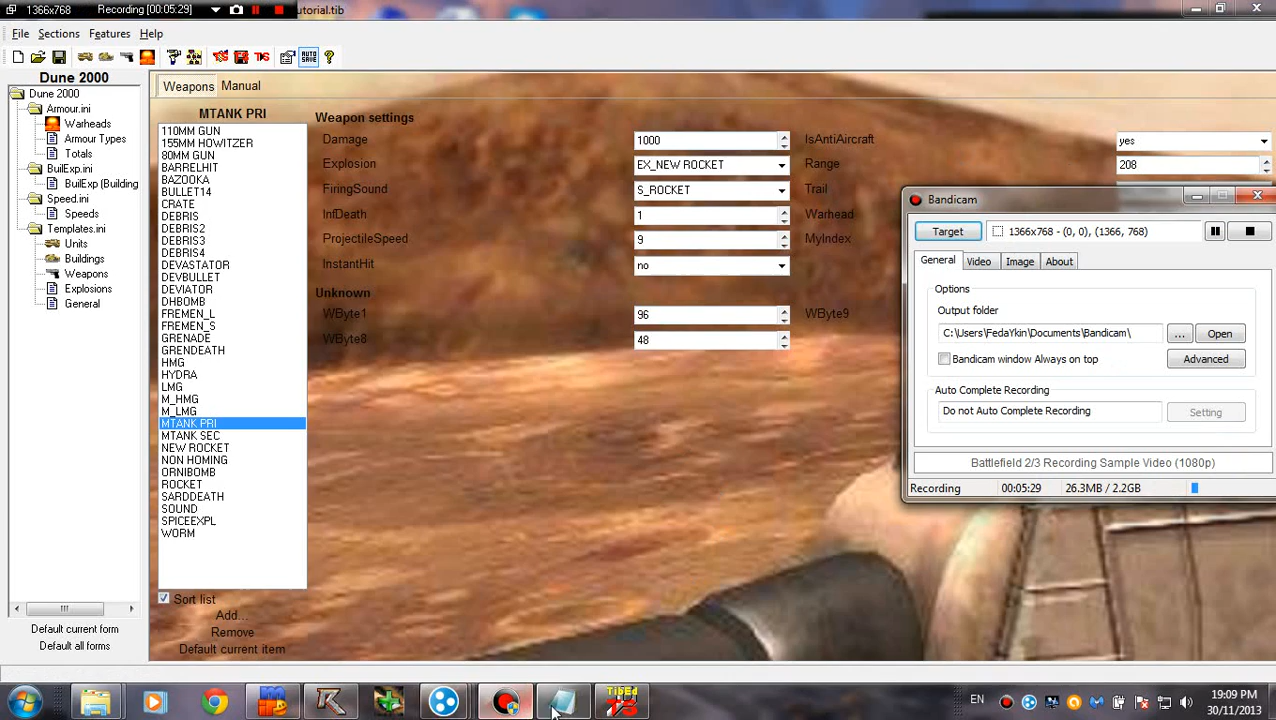 1366x768 Recording [00:05:29] utorial.tib
File Sections Features Help
AUTO SAVE
Dune 2000
Dune 2000
Armour.ini
Warheads
Armour Types
Totals
BuilExp.ini
BuilExp (Building
Speed.ini
Speeds
Templates.ini
Units
Buildings
Weapons
Explosions
General
Default current form
Default all forms
Weapons Manual
MTANK PRI
110MM GUN
155MM HOWITZER
80MM GUN
BARRELHIT
BAZOOKA
BULLET14
CRATE
DEBRIS
DEBRIS2
DEBRIS3
DEBRIS4
DEVASTATOR
DEVBULLET
DEVIATOR
DHBOMB
FREMEN_L
FREMEN_S
GRENADE
GRENDEATH
HMG
HYDRA
LMG
M_HMG
M_LMG
MTANK PRI
MTANK SEC
NEW ROCKET
NON HOMING
ORNIBOMB
ROCKET
SARDDEATH
SOUND
SPICEEXPL
WORM
Sort list
Add...
Remove
Default current item
Weapon settings
Damage 1000 IsAntiAircraft yes
Explosion EX_NEW ROCKET Range 208
FiringSound S_ROCKET Trail
InfDeath 1 Warhead
ProjectileSpeed 9 MyIndex
InstantHit no
Unknown
WByte1 96 WByte9
WByte8 48
Bandicam
Target 1366x768 - (0, 0), (1366, 768)
General Video Image About
Options
Output folder
C:\Users\FedaYkin\Documents\Bandicam\ ... Open
Bandicam window Always on top Advanced
Auto Complete Recording
Do not Auto Complete Recording Setting
Battlefield 2/3 Recording Sample Video (1080p)
Recording 00:05:29 26.3MB / 2.2GB
TibEd
EN
19:09 PM
30/11/2013